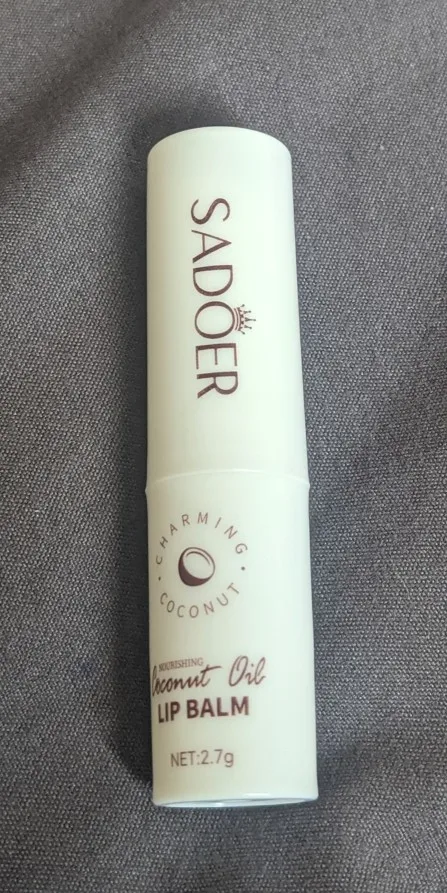 SADOER
CHARMING
COCONUT
NOURISHING
Coconut Oil
LIP BALM
NET:2.7g